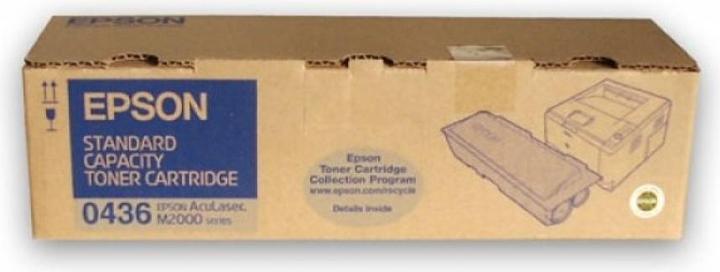 EPSON
STANDARD
CAPACITY
TONER CARTRIDGE
0436 EPSON AcuLaser
M2000 series
Epson
Toner Cartridge
Collection Program
www.epson.com/recycle
Details inside
EPSON